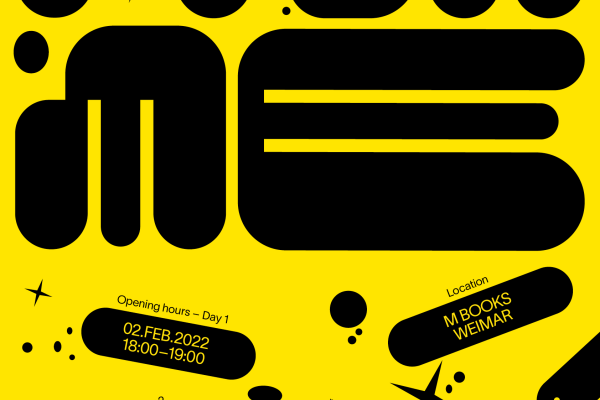 mE
Opening hours – Day 1
02.FEB.2022
18:00–19:00
Location
M BOOKS
WEIMAR